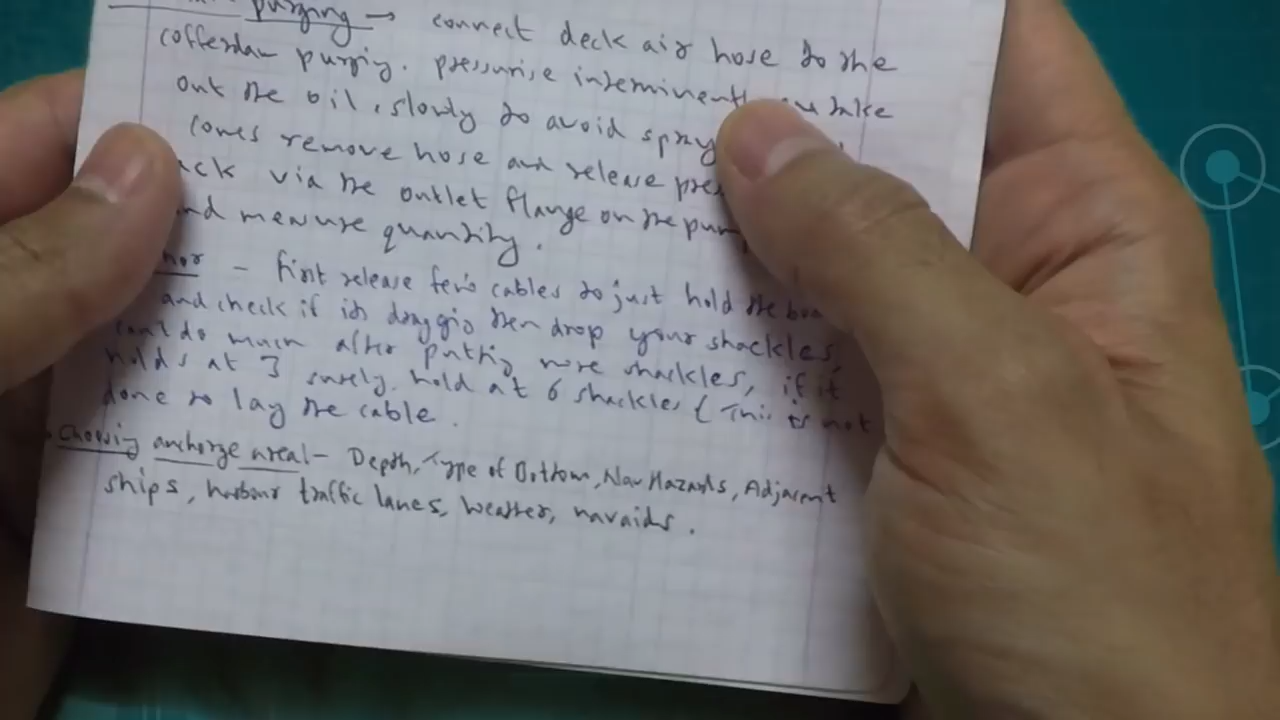 purging → connect deck air hose to the
cofferdam purging. pressurise intermittently take
out the oil, slowly to avoid spray
comes remove hose and release
via the outlet flange on the
and measure quantity.
- first release few cables to just hold the
and check if its dragging then drop your shackles,
do much after putting more shackles, if it
holds at 3 surely hold at 6 shackles (This is not
done to lay the cable.
Choosing anchorge area - Depth, Type of Bottom, Nav Hazards, Adjacent
ships, harbour traffic lanes, weather, navaids.